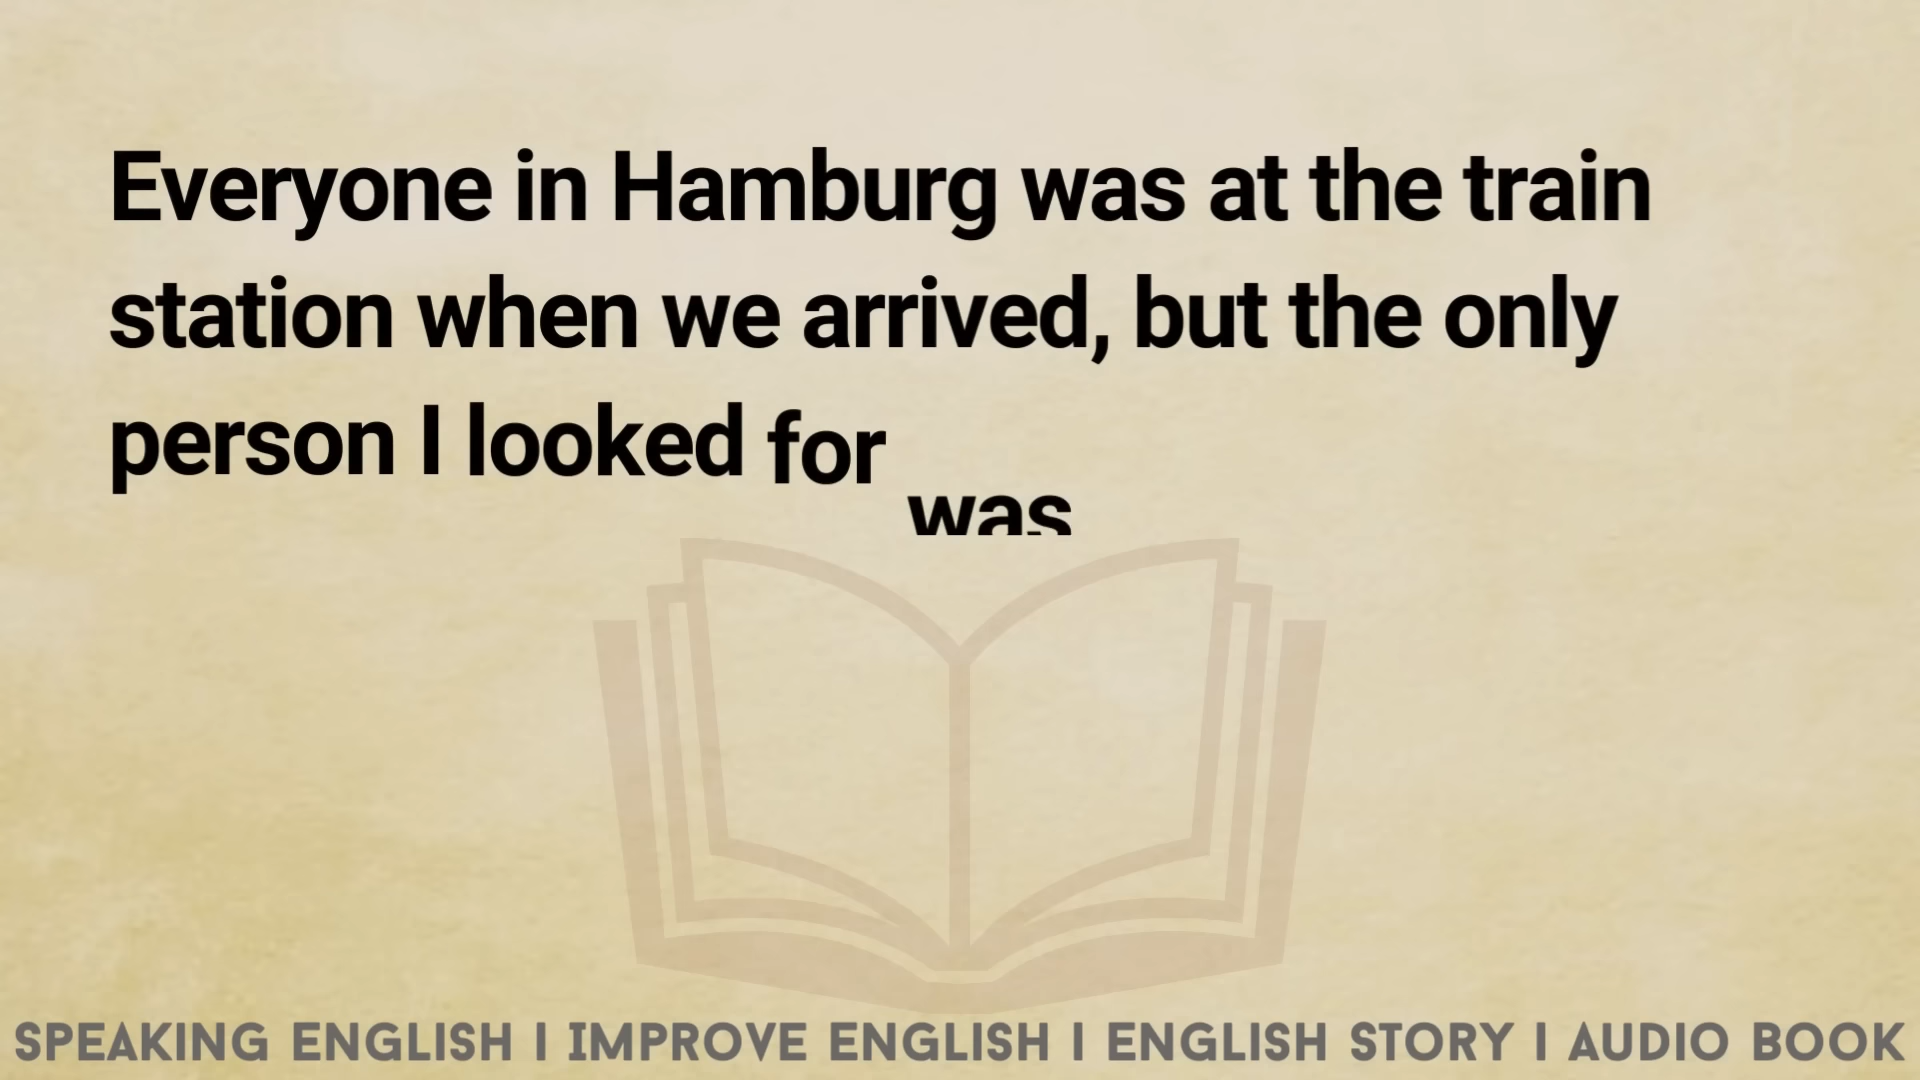 Everyone in Hamburg was at the train
station when we arrived, but the only
person I looked for was
SPEAKING ENGLISH I IMPROVE ENGLISH I ENGLISH STORY I AUDIO BOOK